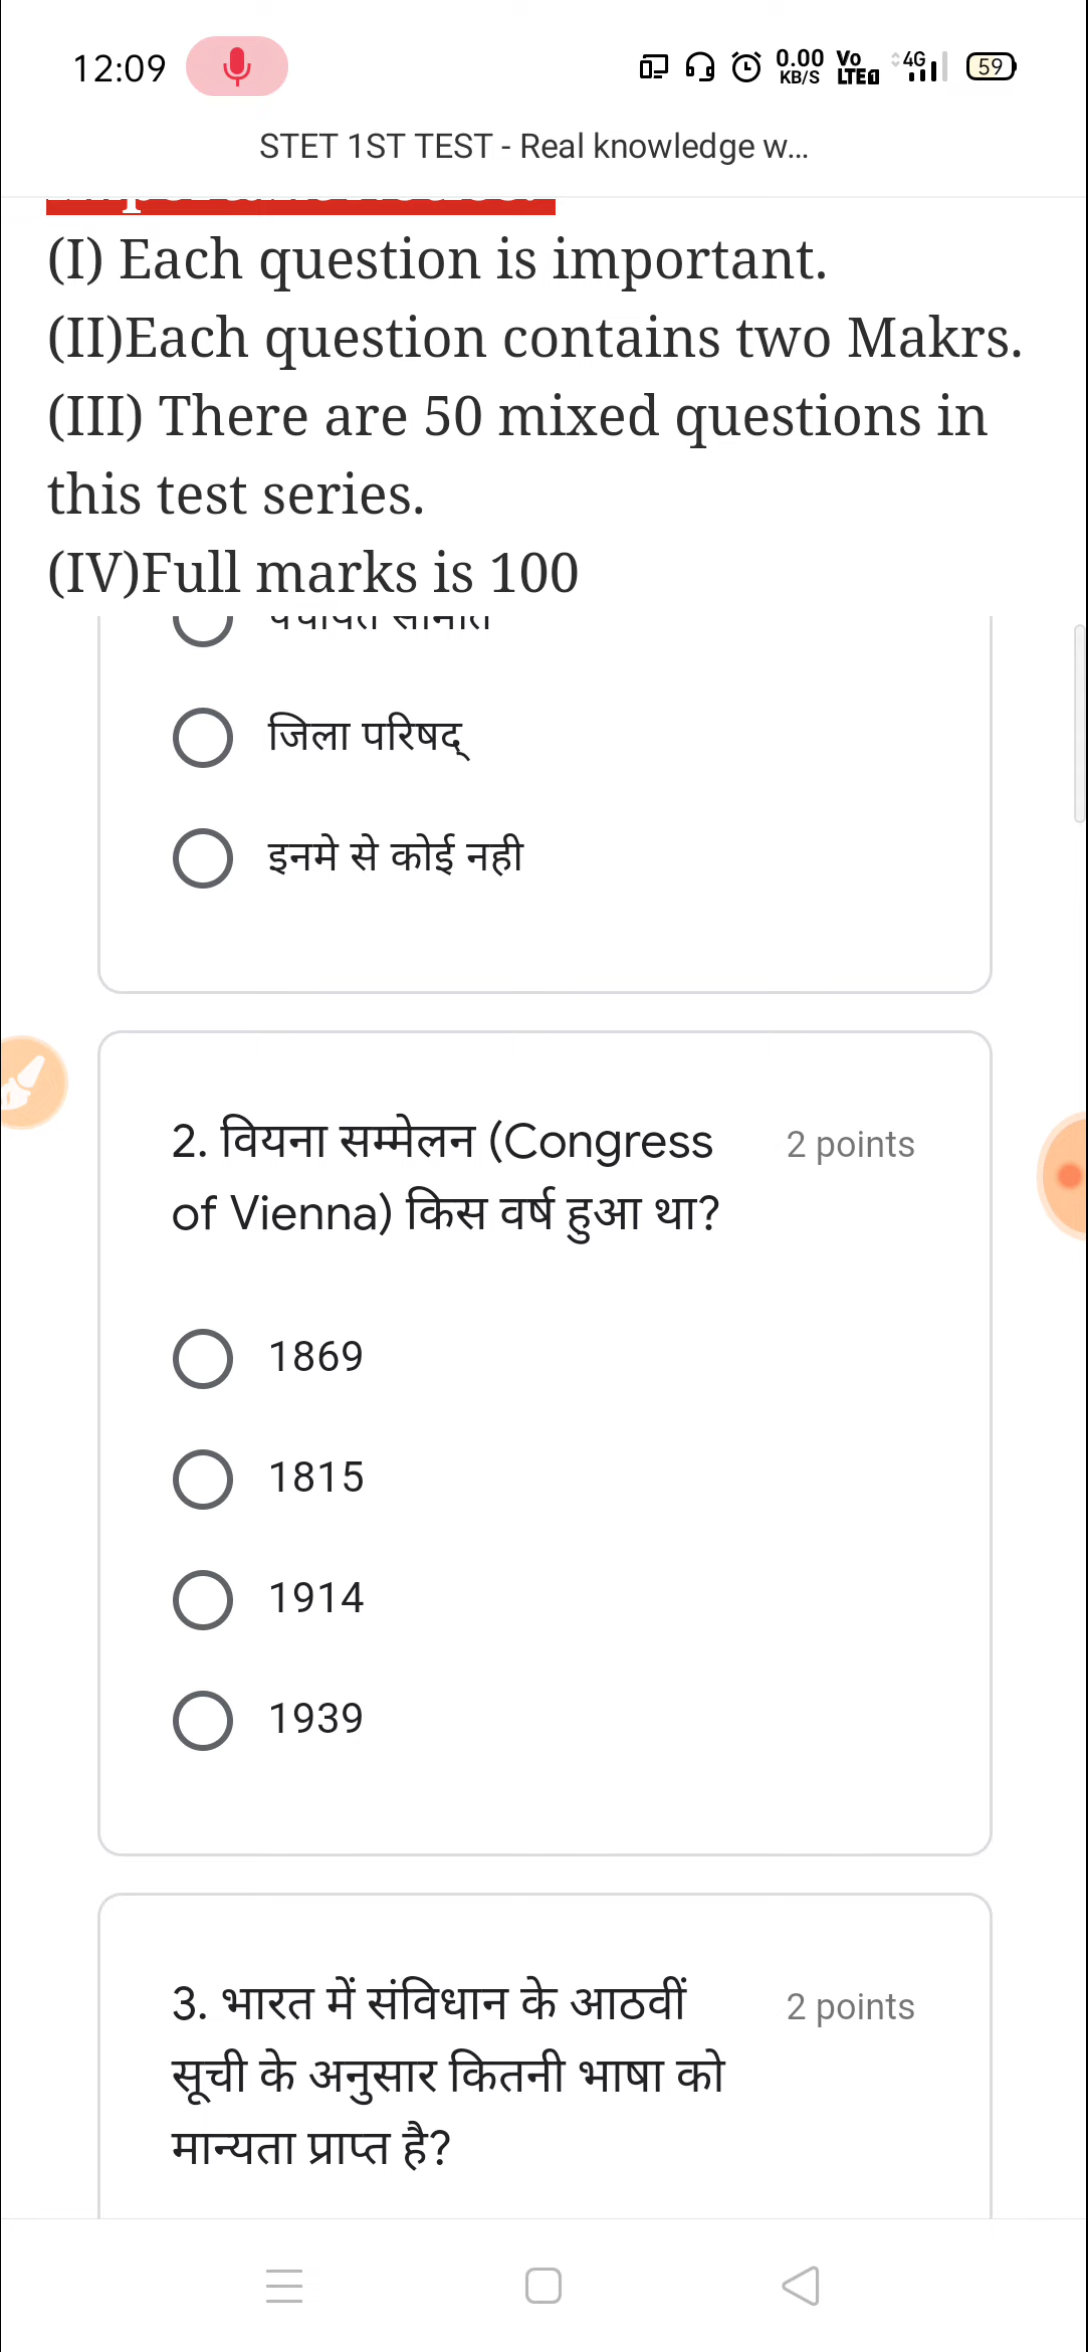 12:09
0.00 KB/S Vo LTE 4G 59
STET 1ST TEST - Real knowledge w...
(I) Each question is important.
(II)Each question contains two Makrs.
(III) There are 50 mixed questions in
this test series.
(IV)Full marks is 100
जिला परिषद्
इनमे से कोई नही
2. वियना सम्मेलन (Congress 2 points
of Vienna) किस वर्ष हुआ था?
1869
1815
1914
1939
3. भारत में संविधान के आठवीं 2 points
सूची के अनुसार कितनी भाषा को
मान्यता प्राप्त है?